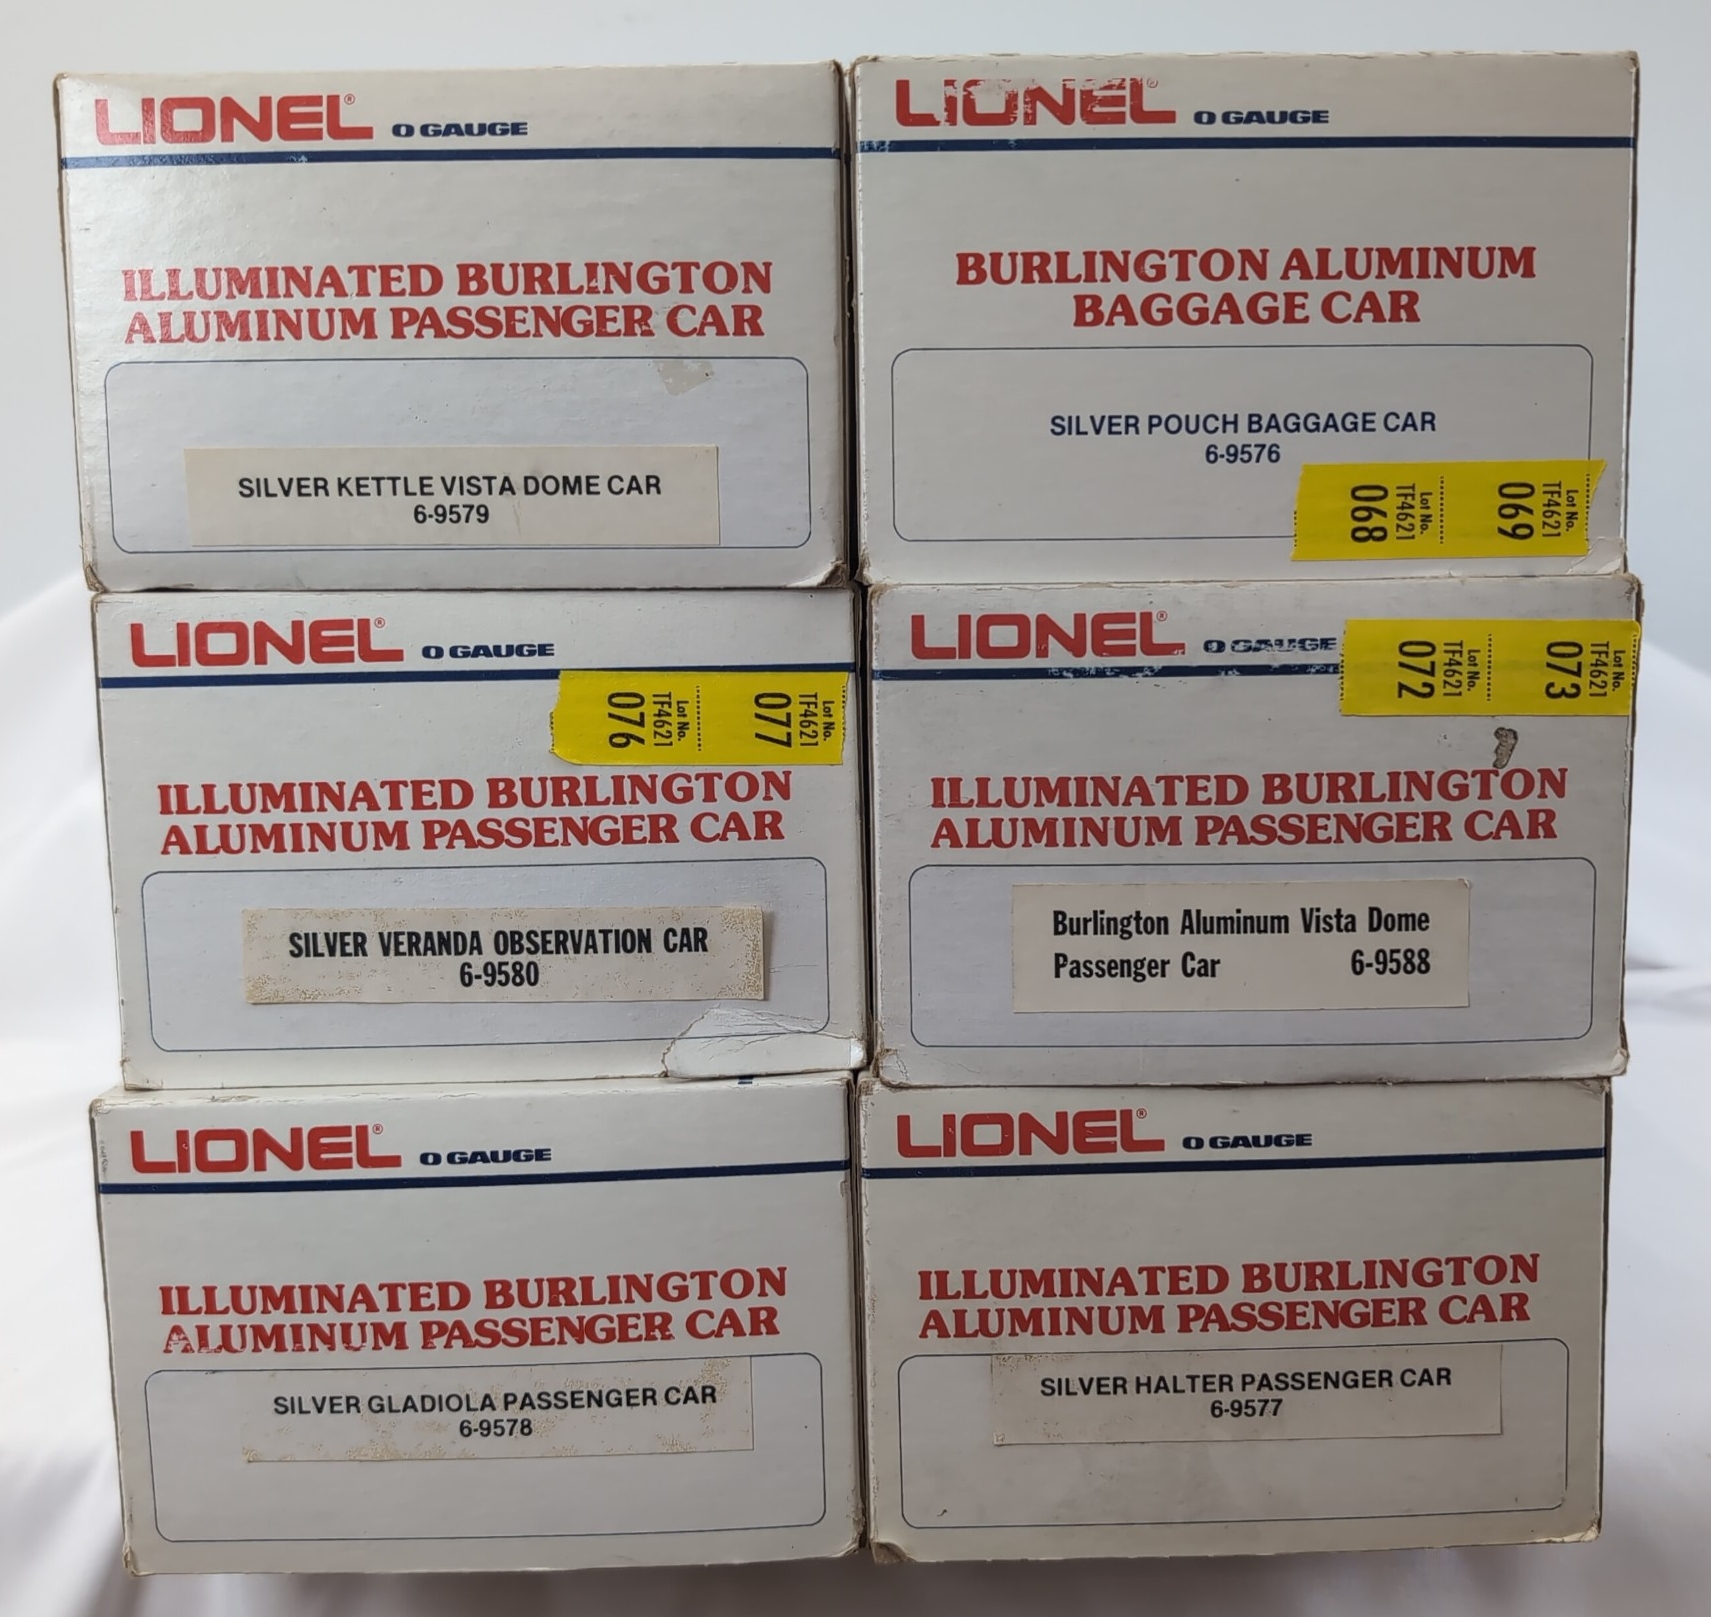 LIONEL® O GAUGE
ILLUMINATED BURLINGTON
ALUMINUM PASSENGER CAR
SILVER KETTLE VISTA DOME CAR
6-9579
LIONEL® O GAUGE
BURLINGTON ALUMINUM
BAGGAGE CAR
SILVER POUCH BAGGAGE CAR
6-9576
Lot No.
TF4621
069
Lot No.
TF4621
068
LIONEL® O GAUGE
Lot No.
TF4621
077
Lot No.
TF4621
076
ILLUMINATED BURLINGTON
ALUMINUM PASSENGER CAR
SILVER VERANDA OBSERVATION CAR
6-9580
LIONEL® O GAUGE
Lot No.
TF4621
073
Lot No.
TF4621
072
ILLUMINATED BURLINGTON
ALUMINUM PASSENGER CAR
Burlington Aluminum Vista Dome
Passenger Car 6-9588
LIONEL® O GAUGE
ILLUMINATED BURLINGTON
ALUMINUM PASSENGER CAR
SILVER GLADIOLA PASSENGER CAR
6-9578
LIONEL® O GAUGE
ILLUMINATED BURLINGTON
ALUMINUM PASSENGER CAR
SILVER HALTER PASSENGER CAR
6-9577